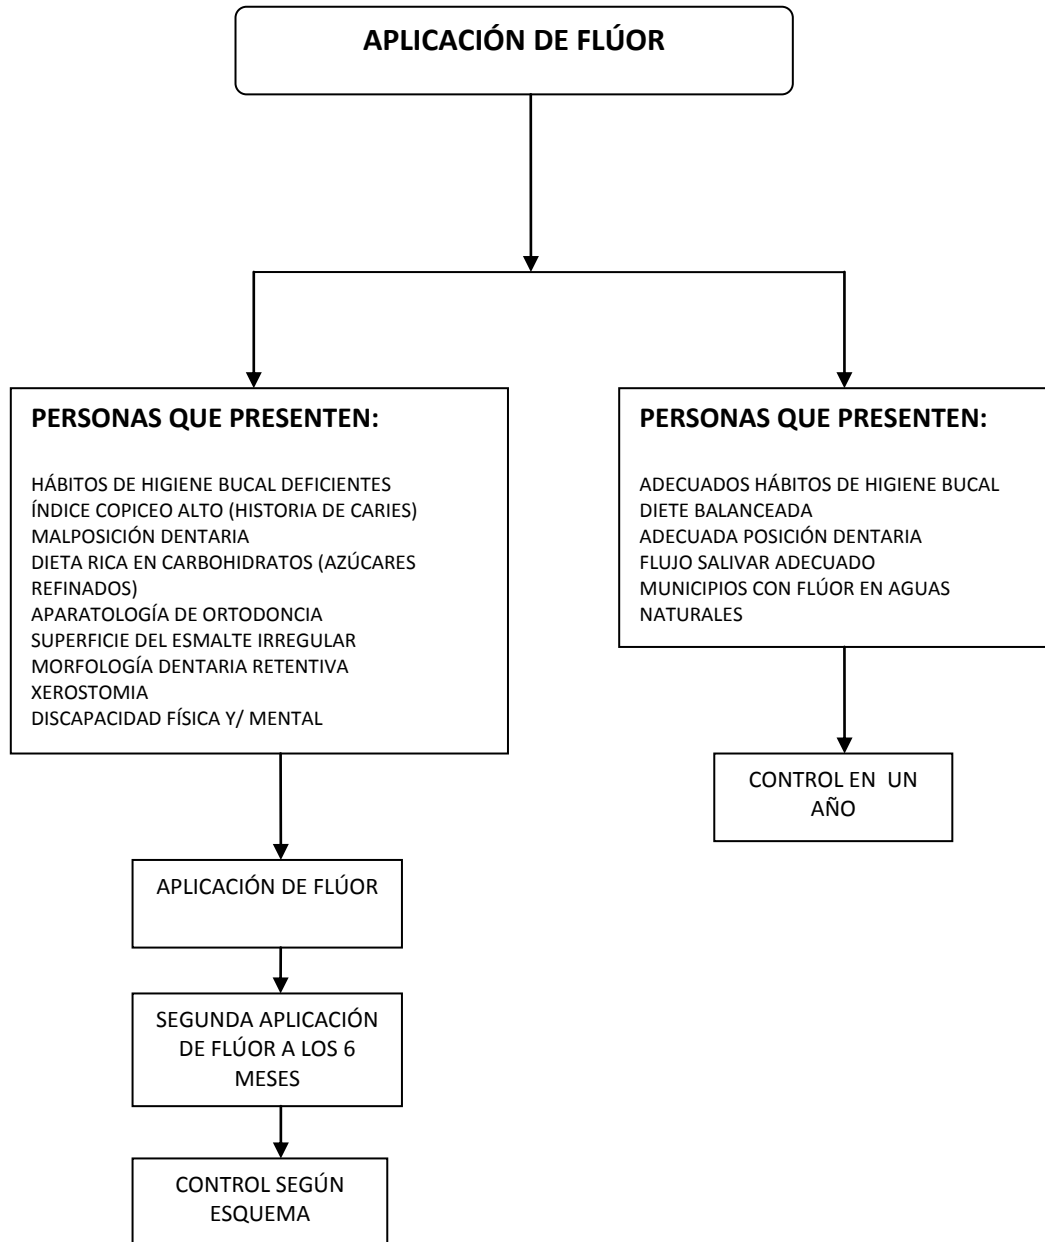 APLICACIÓN DE FLÚOR
PERSONAS QUE PRESENTEN:
HÁBITOS DE HIGIENE BUCAL DEFICIENTES
ÍNDICE COPICEO ALTO (HISTORIA DE CARIES)
MALPOSICIÓN DENTARIA
DIETA RICA EN CARBOHIDRATOS (AZÚCARES
REFINADOS)
APARATOLOGÍA DE ORTODONCIA
SUPERFICIE DEL ESMALTE IRREGULAR
MORFOLOGÍA DENTARIA RETENTIVA
XEROSTOMIA
DISCAPACIDAD FÍSICA Y/ MENTAL
APLICACIÓN DE FLÚOR
SEGUNDA APLICACIÓN
DE FLÚOR A LOS 6
MESES
CONTROL SEGÚN
ESQUEMA
PERSONAS QUE PRESENTEN:
ADECUADOS HÁBITOS DE HIGIENE BUCAL
DIETE BALANCEADA
ADECUADA POSICIÓN DENTARIA
FLUJO SALIVAR ADECUADO
MUNICIPIOS CON FLÚOR EN AGUAS
NATURALES
CONTROL EN  UN
AÑO